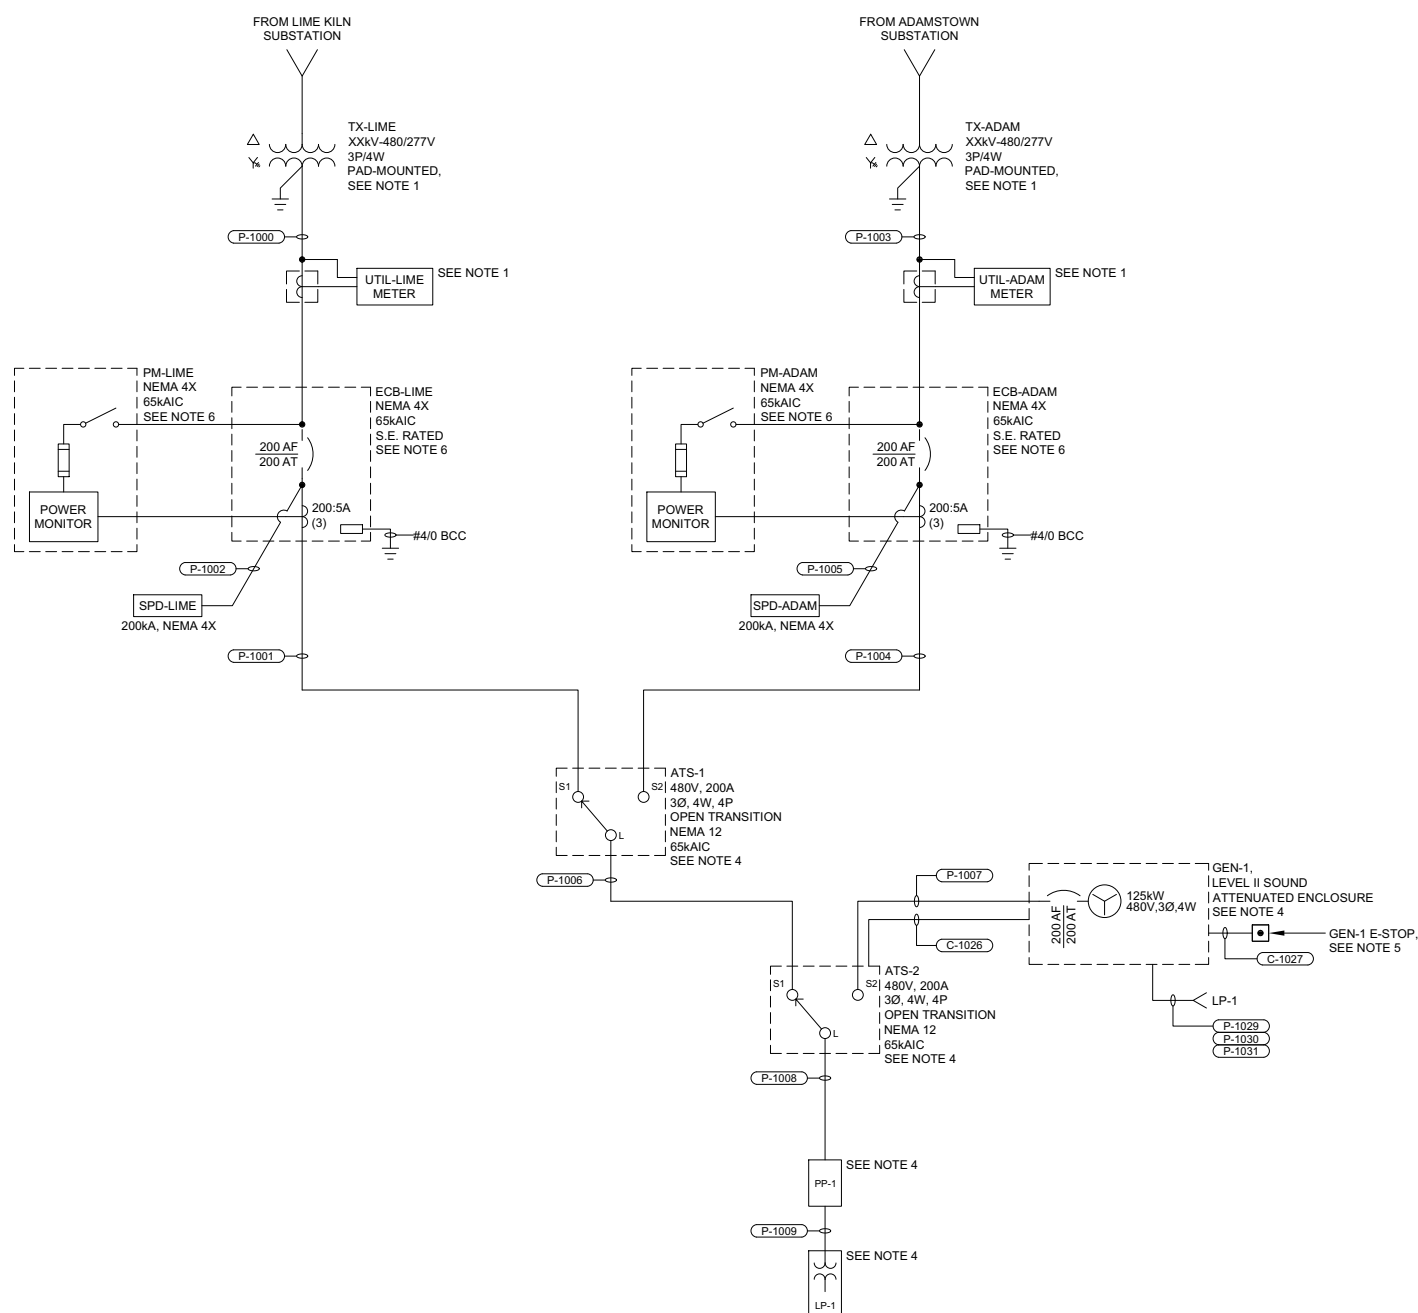 FROM LIME KILN
SUBSTATION
FROM ADAMSTOWN
SUBSTATION
TX-LIME
XXkV-480/277V
3P/4W
PAD-MOUNTED,
SEE NOTE 1
TX-ADAM
XXkV-480/277V
3P/4W
PAD-MOUNTED,
SEE NOTE 1
P-1000
P-1003
UTIL-LIME
METER
SEE NOTE 1
UTIL-ADAM
METER
SEE NOTE 1
PM-LIME
NEMA 4X
65kAIC
SEE NOTE 6
ECB-LIME
NEMA 4X
65kAIC
S.E. RATED
SEE NOTE 6
200 AF
200 AT
POWER
MONITOR
200:5A
(3)
#4/0 BCC
P-1002
SPD-LIME
200kA, NEMA 4X
P-1001
PM-ADAM
NEMA 4X
65kAIC
SEE NOTE 6
ECB-ADAM
NEMA 4X
65kAIC
S.E. RATED
SEE NOTE 6
200 AF
200 AT
POWER
MONITOR
200:5A
(3)
#4/0 BCC
P-1005
SPD-ADAM
200kA, NEMA 4X
P-1004
S1
S2
L
ATS-1
480V, 200A
3Ø, 4W, 4P
OPEN TRANSITION
NEMA 12
65kAIC
SEE NOTE 4
P-1006
P-1007
C-1026
200 AF
200 AT
125kW
480V,3Ø,4W
GEN-1,
LEVEL II SOUND
ATTENUATED ENCLOSURE
SEE NOTE 4
GEN-1 E-STOP,
SEE NOTE 5
C-1027
LP-1
P-1029
P-1030
P-1031
S1
S2
L
ATS-2
480V, 200A
3Ø, 4W, 4P
OPEN TRANSITION
NEMA 12
65kAIC
SEE NOTE 4
P-1008
SEE NOTE 4
PP-1
P-1009
SEE NOTE 4
LP-1